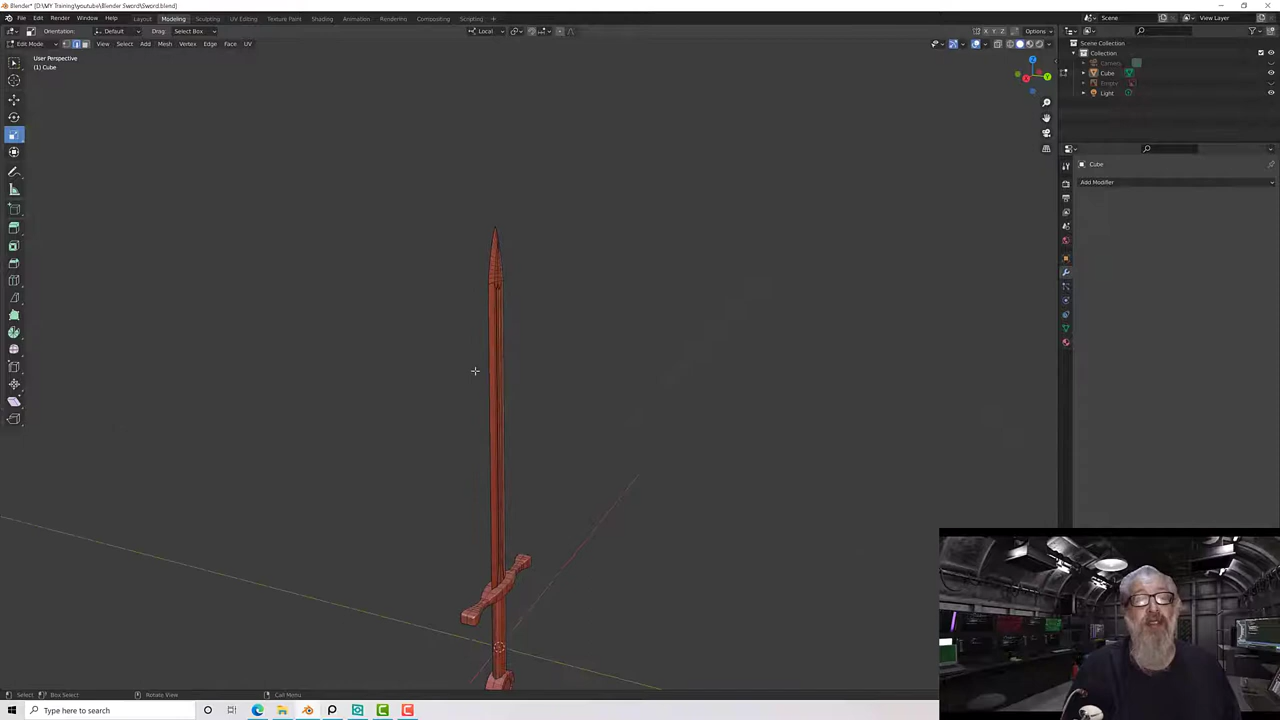 Blender* [D:\MY Training\youtube\Blender Sword\Sword.blend]
File Edit Render Window Help Layout Modeling Sculpting UV Editing Texture Paint Shading Animation Rendering Compositing Scripting Scene View Layer
Orientation: Default Drag: Select Box Local Options
Edit Mode View Select Add Mesh Vertex Edge Face UV Scene Collection
Collection
User Perspective
(1) Cube
Camera
Cube
Empty
Light
X Y Z
Cube
Add Modifier
Select Box Select Rotate View Call Menu
Type here to search